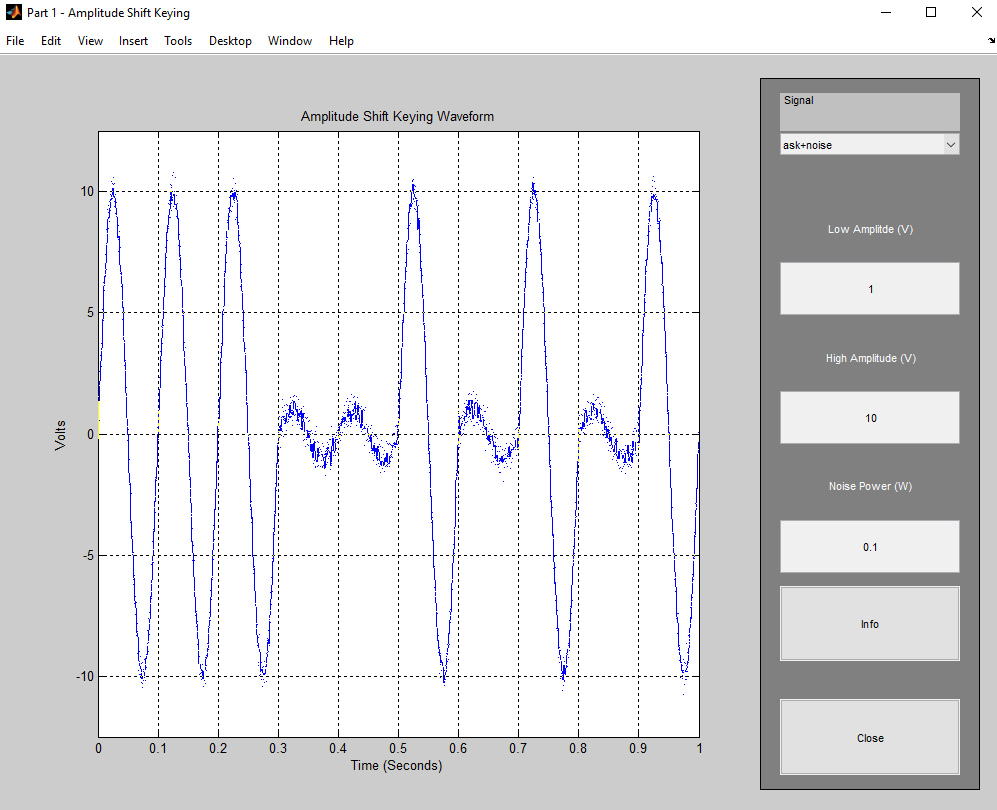 Part 1 - Amplitude Shift Keying
File Edit View Insert Tools Desktop Window Help
Amplitude Shift Keying Waveform
10
5
0
-5
-10
Volts
0 0.1 0.2 0.3 0.4 0.5 0.6 0.7 0.8 0.9 1
Time (Seconds)
Signal
ask+noise
Low Amplitde (V)
1
High Amplitude (V)
10
Noise Power (W)
0.1
Info
Close